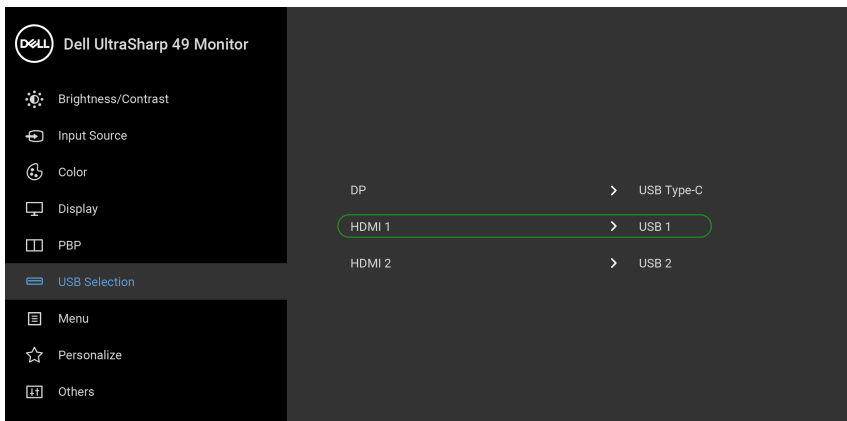 DELL Dell UltraSharp 49 Monitor
Brightness/Contrast
Input Source
Color
Display
PBP
USB Selection
Menu
Personalize
Others
DP > USB Type-C
HDMI 1 > USB 1
HDMI 2 > USB 2